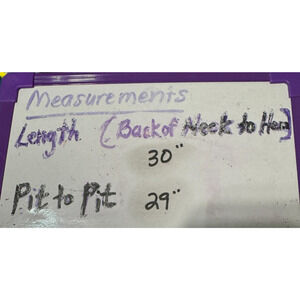 Measurements
Length (Back of Neck to Hem)
30"
Pit to Pit 29"